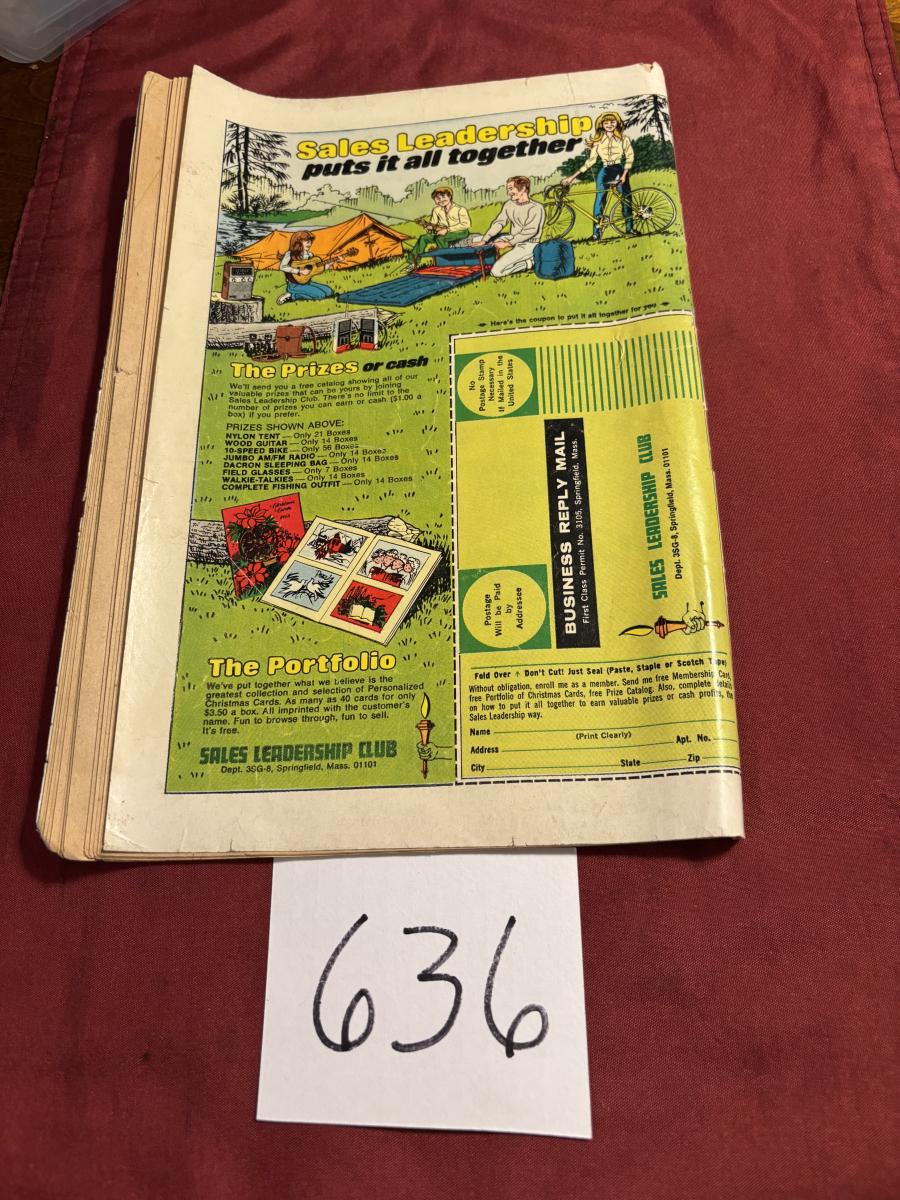 Sales Leadership
puts it all together
Here's the coupon to put it all together for you
The Prizes or cash
We'll send you a free catalog showing all of our
valuable prizes that can be yours by joining
Sales Leadership Club. There's no limit to the
number of prizes you can earn or cash ($1.00 a
box) if you prefer.
PRIZES SHOWN ABOVE:
NYLON TENT — Only 21 Boxes
WOOD GUITAR — Only 14 Boxes
10-SPEED BIKE — Only 56 Boxes
JUMBO AM/FM RADIO — Only 14 Boxes
DACRON SLEEPING BAG — Only 14 Boxes
FIELD GLASSES — Only 7 Boxes
WALKIE-TALKIES — Only 14 Boxes
COMPLETE FISHING OUTFIT — Only 14 Boxes
Christmas
Cards
The Portfolio
We've put together what we believe is the
greatest collection and selection of Personalized
Christmas Cards. As many as 40 cards for only
$3.50 a box. All imprinted with the customer's
name. Fun to browse through, fun to sell.
It's free.
SALES LEADERSHIP CLUB
Dept. 3SG-8, Springfield, Mass. 01101
No
Postage Stamp
Necessary
If Mailed in the
United States
Postage
Will be Paid
by
Addressee
BUSINESS REPLY MAIL
First Class Permit No. 3105, Springfield, Mass.
SALES LEADERSHIP CLUB
Dept. 3SG-8, Springfield, Mass. 01101
Fold Over ↑ Don't Cut! Just Seal (Paste, Staple or Scotch Tape)
Without obligation, enroll me as a member. Send me free Membership Card,
free Portfolio of Christmas Cards, free Prize Catalog. Also, complete details
on how to put it all together to earn valuable prizes or cash profits, the
Sales Leadership way.
Name
(Print Clearly)
Address Apt. No.
City State Zip
636